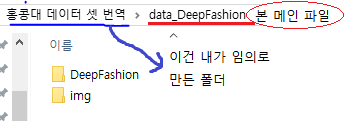 홍콩대 데이터 셋 번역 > data_DeepFashion 본 메인 파일
이건 내가 임의로
만든 폴더
이름
DeepFashion
img